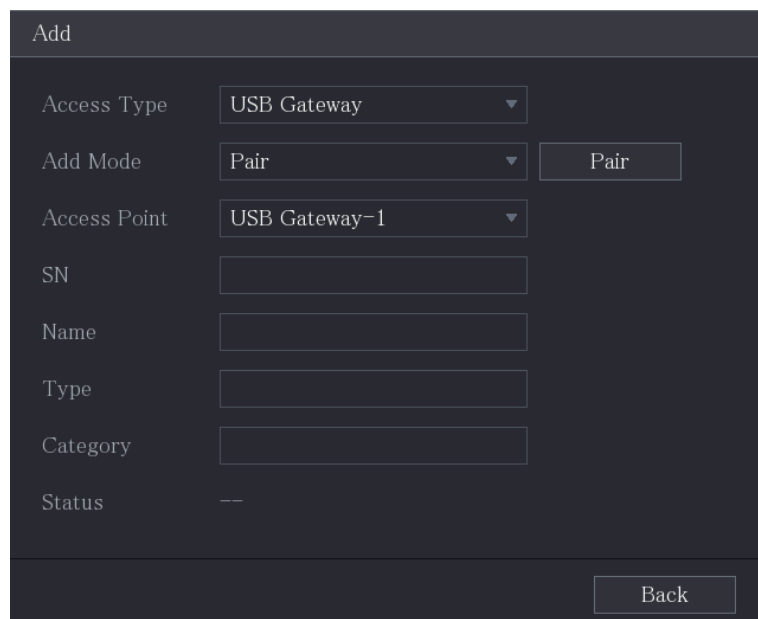 Add
Access Type USB Gateway
Add Mode Pair Pair
Access Point USB Gateway-1
SN
Name
Type
Category
Status --
Back